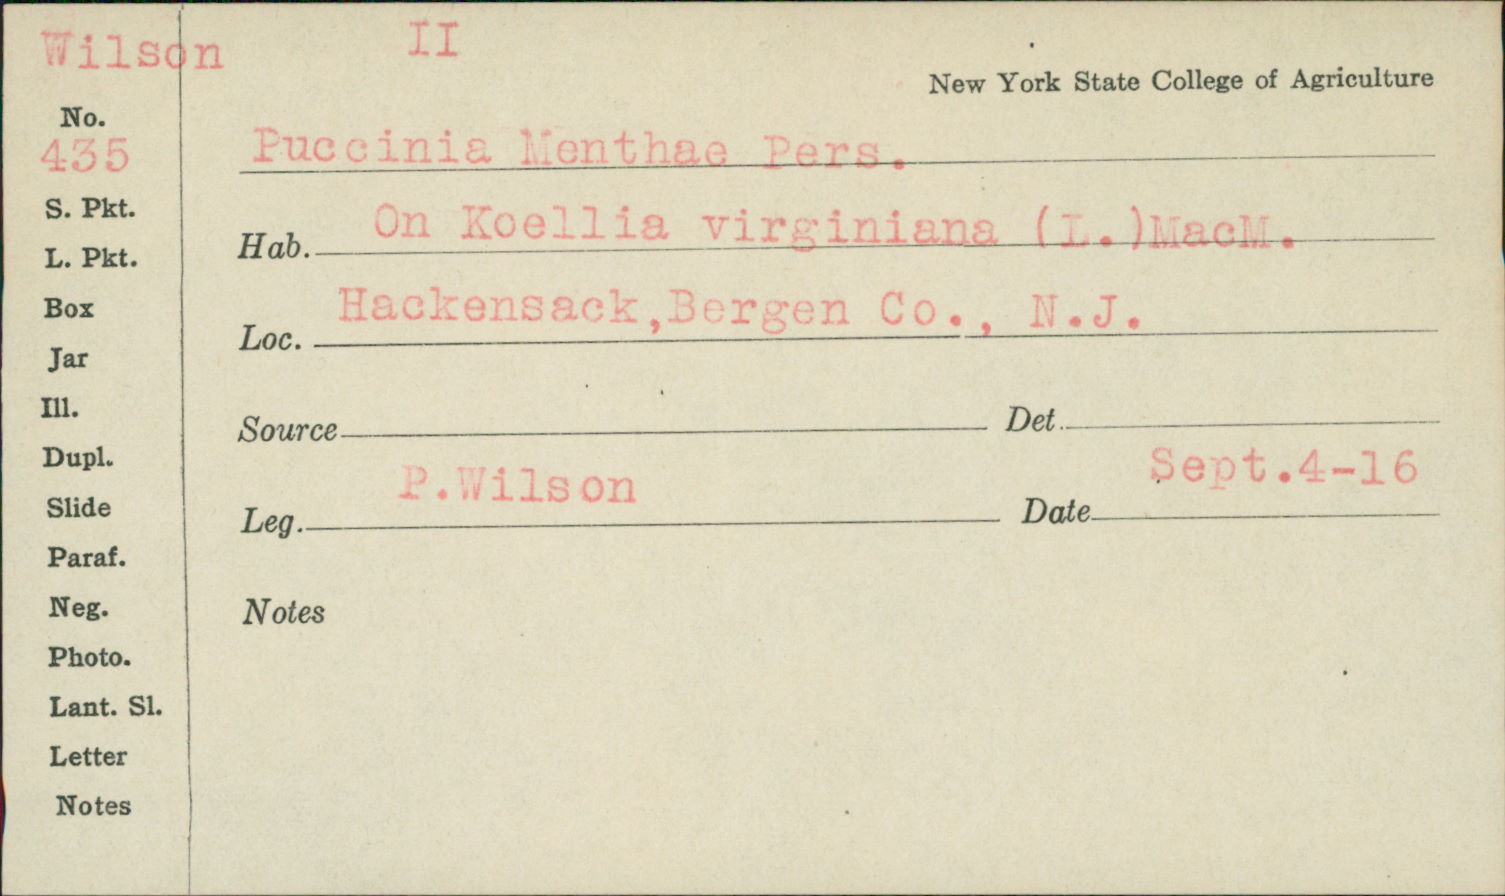 Wilson II
New York State College of Agriculture
No.
435
Puccinia Menthae Pers.
S. Pkt.
Hab. On Koellia virginiana (L.)MacM.
L. Pkt.
Box
Loc. Hackensack,Bergen Co., N.J.
Jar
Ill.
Source Det.
Dupl.
Slide
Leg. P.Wilson Date Sept.4-16
Paraf.
Neg.
Notes
Photo.
Lant. Sl.
Letter
Notes